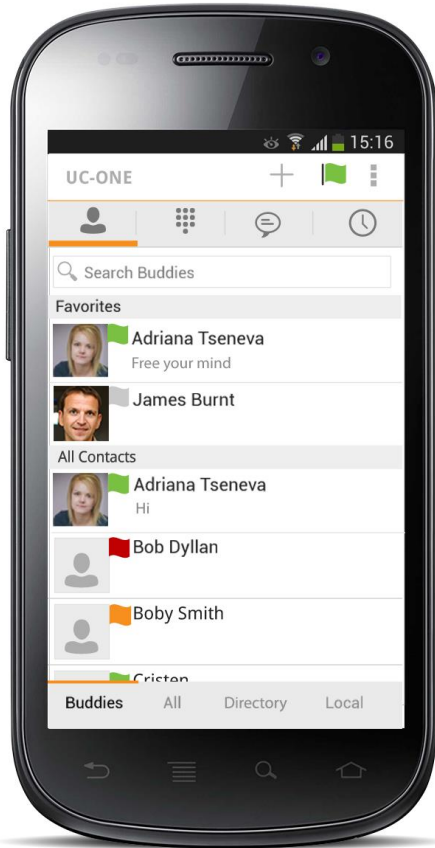 15:16
UC-ONE
Search Buddies
Favorites
Adriana Tseneva
Free your mind
James Burnt
All Contacts
Adriana Tseneva
Hi
Bob Dyllan
Boby Smith
Cristen
Buddies All Directory Local